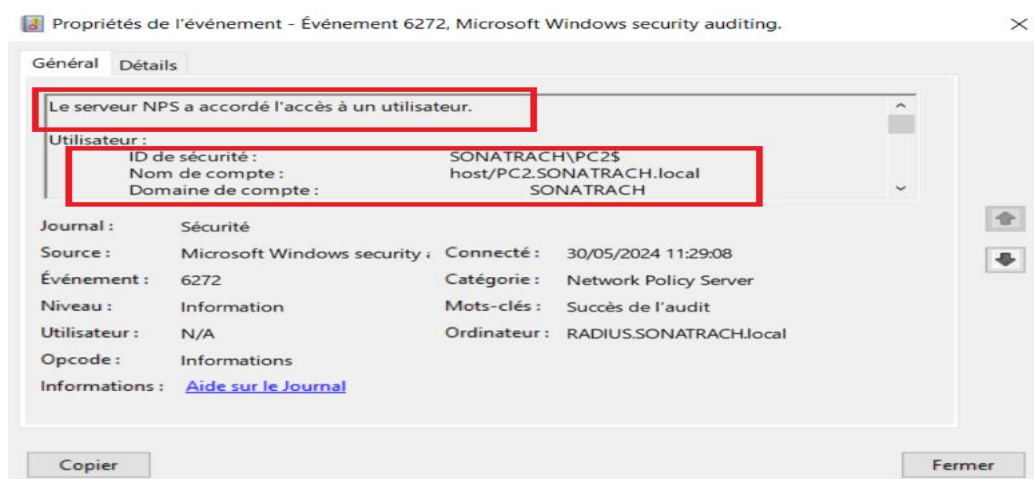 Propriétés de l'événement - Événement 6272, Microsoft Windows security auditing.
Général Détails
Le serveur NPS a accordé l'accès à un utilisateur.
Utilisateur :
ID de sécurité : SONATRACH\PC2$
Nom de compte : host/PC2.SONATRACH.local
Domaine de compte : SONATRACH
Journal : Sécurité
Source : Microsoft Windows security Connecté : 30/05/2024 11:29:08
Événement : 6272 Catégorie : Network Policy Server
Niveau : Information Mots-clés : Succès de l'audit
Utilisateur : N/A Ordinateur : RADIUS.SONATRACH.local
Opcode : Informations
Informations : Aide sur le Journal
Copier Fermer